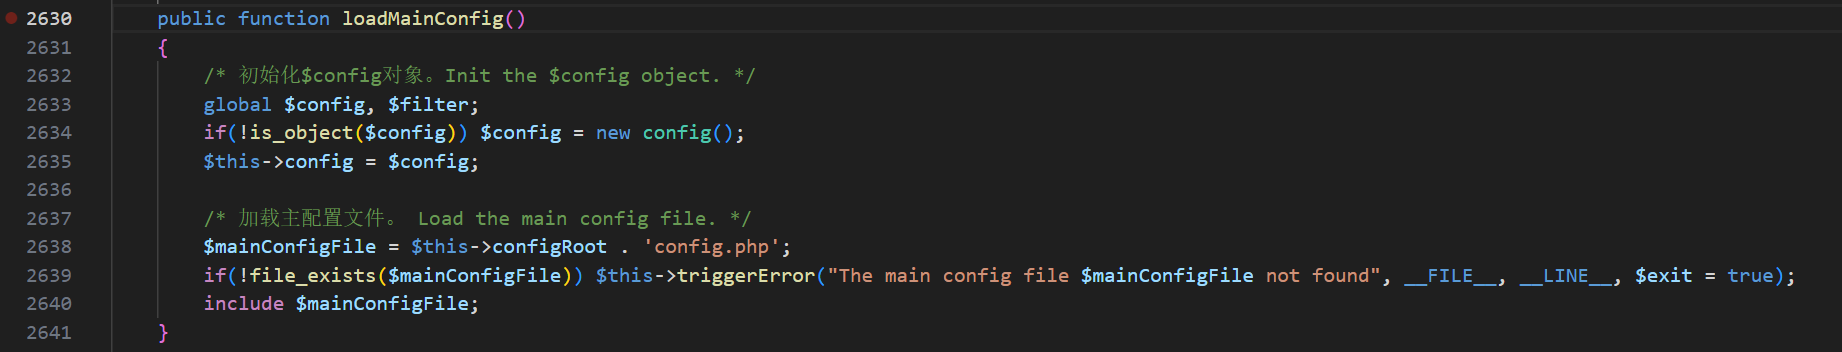 2630 public function loadMainConfig()
2631 {
2632 /* 初始化$config对象。Init the $config object. */
2633 global $config, $filter;
2634 if(!is_object($config)) $config = new config();
2635 $this->config = $config;
2636
2637 /* 加载主配置文件。 Load the main config file. */
2638 $mainConfigFile = $this->configRoot . 'config.php';
2639 if(!file_exists($mainConfigFile)) $this->triggerError("The main config file $mainConfigFile not found", __FILE__, __LINE__, $exit = true);
2640 include $mainConfigFile;
2641 }